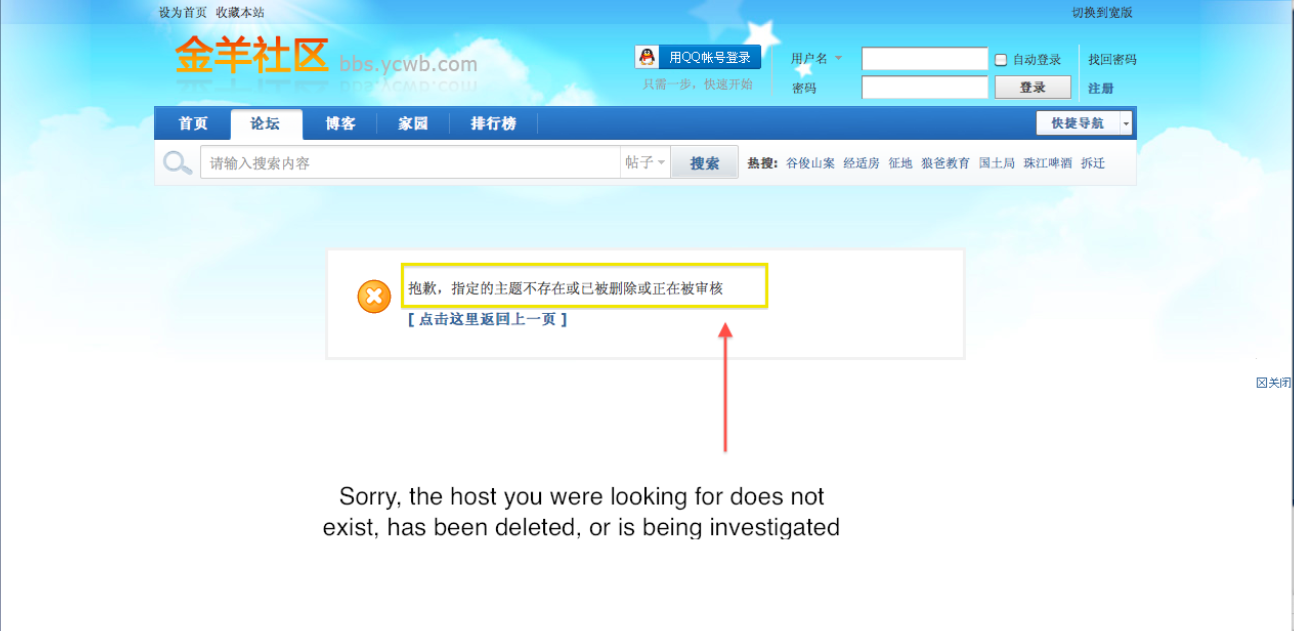 设为首页 收藏本站 切换到宽版
金羊社区 bbs.ycwb.com
用QQ帐号登录 用户名 自动登录 找回密码
只需一步，快速开始 密码 登录 注册
首页 论坛 博客 家园 排行榜 快捷导航
请输入搜索内容 帖子 搜索 热搜: 谷俊山案 经适房 征地 狼爸教育 国土局 珠江啤酒 拆迁
抱歉，指定的主题不存在或已被删除或正在被审核
[ 点击这里返回上一页 ]
关闭
Sorry, the host you were looking for does not
exist, has been deleted, or is being investigated